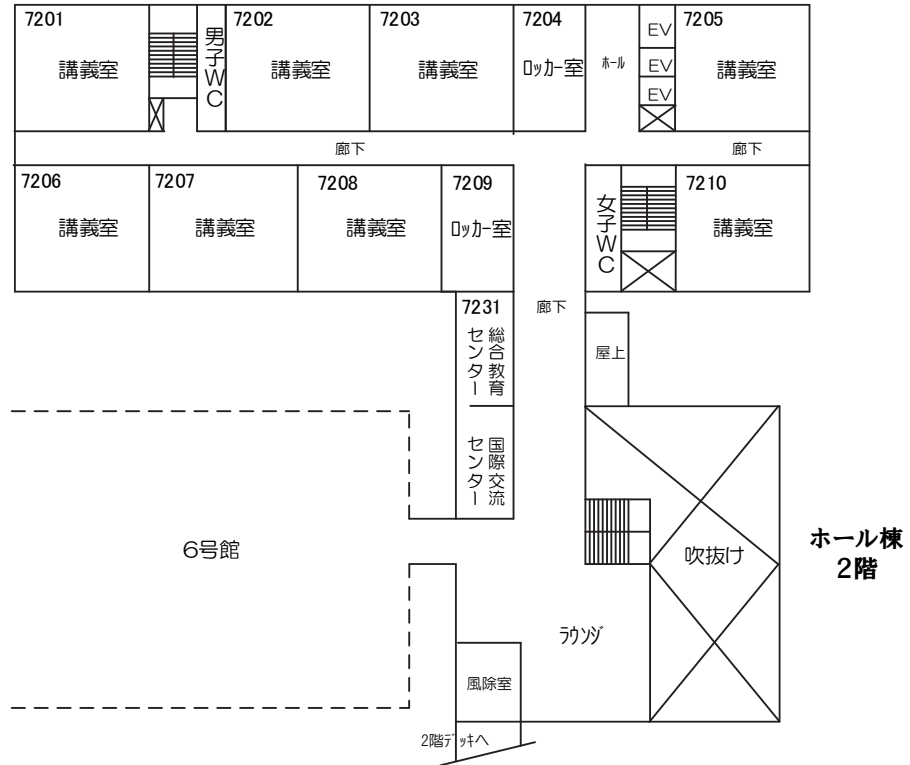 7201
講義室
男子WC
7202
講義室
7203
講義室
7204
ロッカー室
ホール
EV
EV
EV
7205
講義室
廊下
廊下
7206
講義室
7207
講義室
7208
講義室
7209
ロッカー室
女子WC
7210
講義室
7231
総合教育
センター
廊下
屋上
国際交流
センター
6号館
吹抜け
ホール棟
2階
ラウンジ
風除室
2階デッキへ